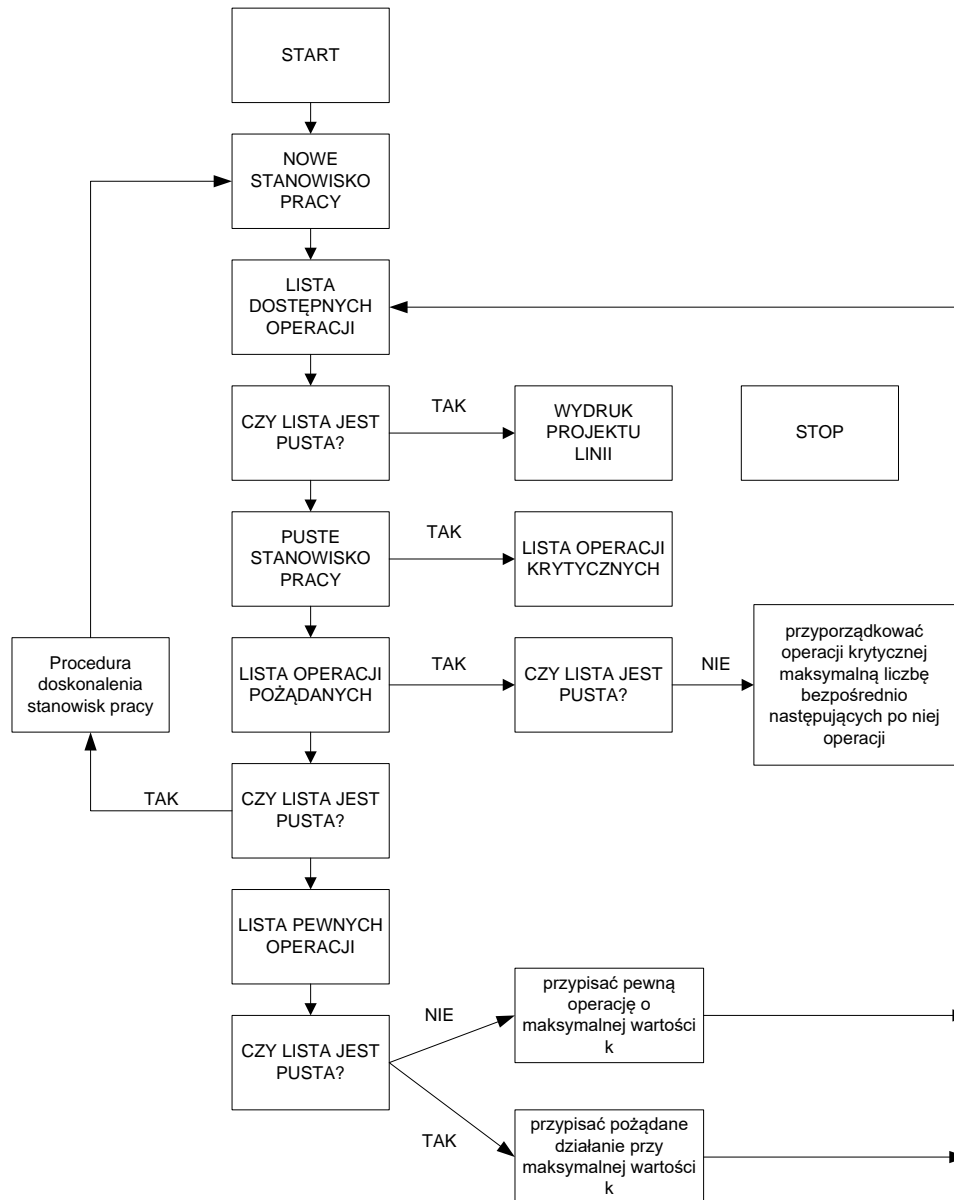 START
NOWE
STANOWISKO
PRACY
LISTA
DOSTĘPNYCH
OPERACJI
CZY LISTA JEST
PUSTA?
TAK
WYDRUK
PROJEKTU
LINII
STOP
PUSTE
STANOWISKO
PRACY
TAK
LISTA OPERACJI
KRYTYCZNYCH
Procedura
doskonalenia
stanowisk pracy
LISTA OPERACJI
POŻĄDANYCH
TAK
CZY LISTA JEST
PUSTA?
NIE
przyporządkować
operacji krytycznej
maksymalną liczbę
bezpośrednio
następujących po niej
operacji
TAK
CZY LISTA JEST
PUSTA?
LISTA PEWNYCH
OPERACJI
CZY LISTA JEST
PUSTA?
NIE
przypisać pewną
operację o
maksymalnej wartości
k
TAK
przypisać pożądane
działanie przy
maksymalnej wartości
k